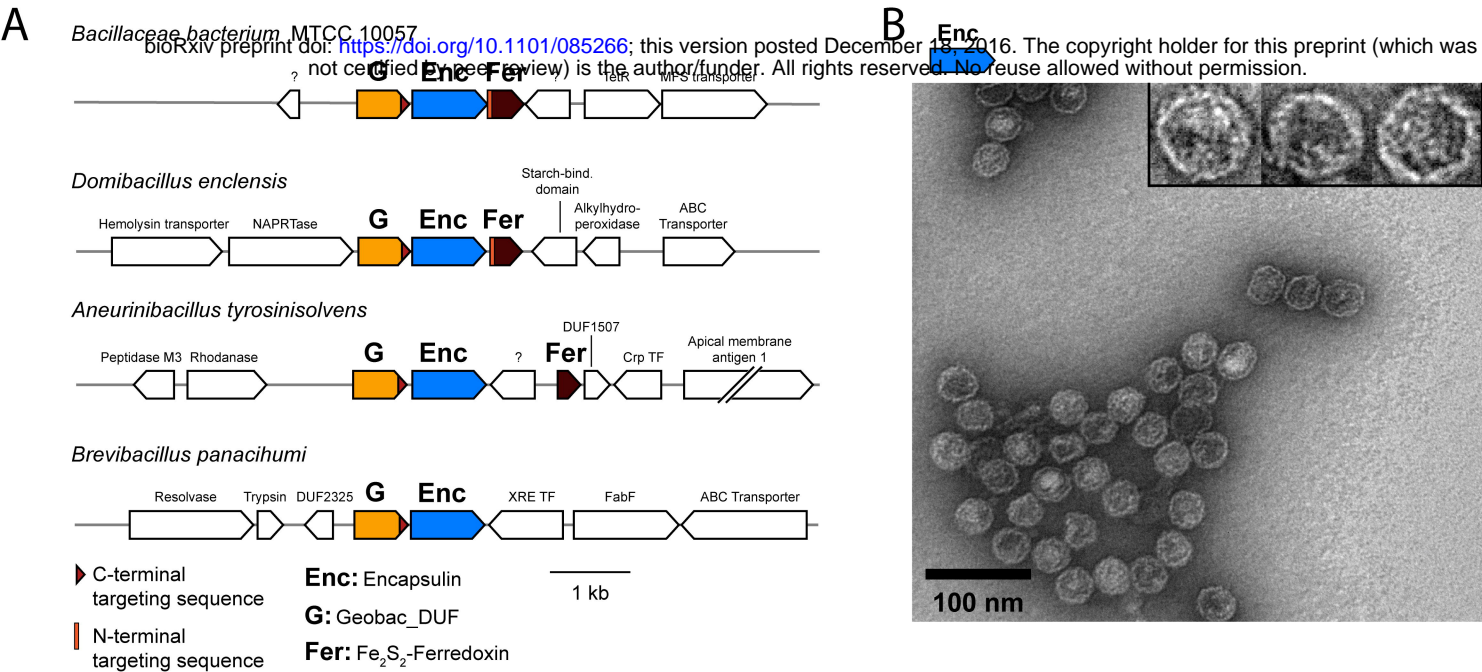 A
B
Bacillaceae bacterium MTCC 10057
bioRxiv preprint doi: https://doi.org/10.1101/085266; this version posted December 18, 2016. The copyright holder for this preprint (which was
not certified by peer review) is the author/funder. All rights reserved. No reuse allowed without permission.
Enc
G Enc Fer
? ? TetR MFS transporter
Domibacillus enclensis
Starch-bind.
domain
Hemolysin transporter NAPRTase G Enc Fer
Alkylhydro-
peroxidase
ABC
Transporter
Aneurinibacillus tyrosinisolvens
DUF1507
Peptidase M3 Rhodanase G Enc ? Fer Crp TF
Apical membrane
antigen 1
Brevibacillus panacihumi
Resolvase Trypsin DUF2325 G Enc XRE TF FabF ABC Transporter
C-terminal
targeting sequence
N-terminal
targeting sequence
Enc: Encapsulin
G: Geobac_DUF
Fer: Fe2S2-Ferredoxin
1 kb
100 nm